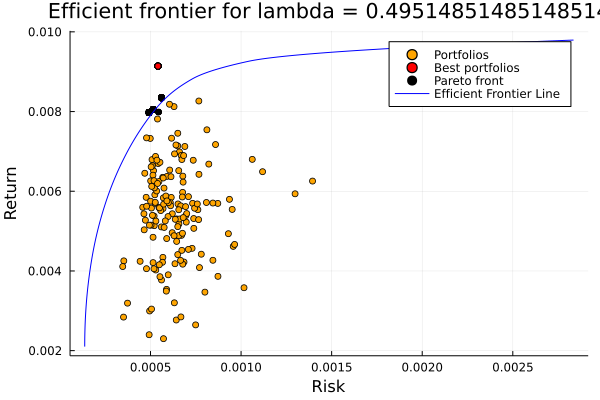 Efficient frontier for lambda = 0.49514851485148514
0.010
0.008
0.006
0.004
0.002
Return
Portfolios
Best portfolios
Pareto front
Efficient Frontier Line
0.0005
0.0010
0.0015
0.0020
0.0025
Risk